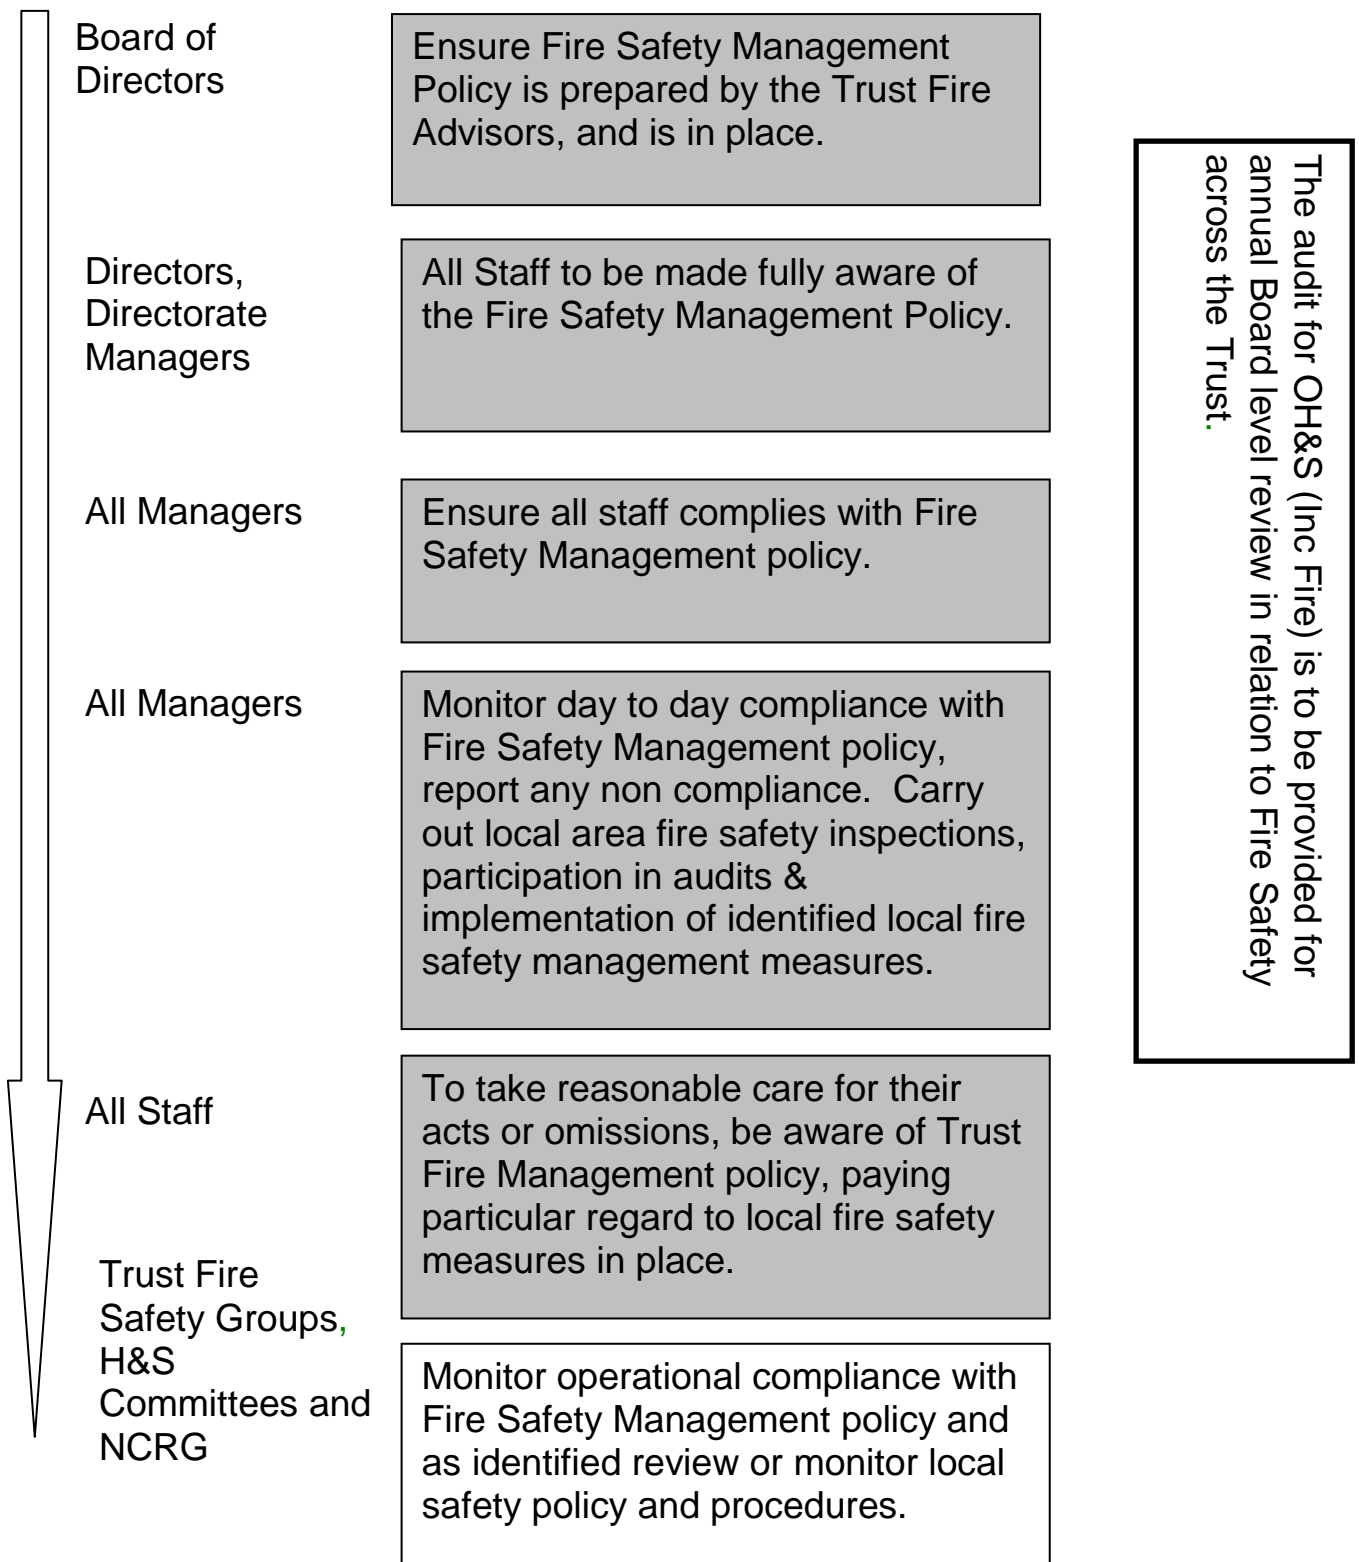 Board of
Directors
Ensure Fire Safety Management
Policy is prepared by the Trust Fire
Advisors, and is in place.
Directors,
Directorate
Managers
All Staff to be made fully aware of
the Fire Safety Management Policy.
All Managers
Ensure all staff complies with Fire
Safety Management policy.
All Managers
Monitor day to day compliance with
Fire Safety Management policy,
report any non compliance.  Carry
out local area fire safety inspections,
participation in audits &
implementation of identified local fire
safety management measures.
All Staff
To take reasonable care for their
acts or omissions, be aware of Trust
Fire Management policy, paying
particular regard to local fire safety
measures in place.
Trust Fire
Safety Groups,
H&S
Committees and
NCRG
Monitor operational compliance with
Fire Safety Management policy and
as identified review or monitor local
safety policy and procedures.
The audit for OH&S (Inc Fire) is to be provided for
annual Board level review in relation to Fire Safety
across the Trust.